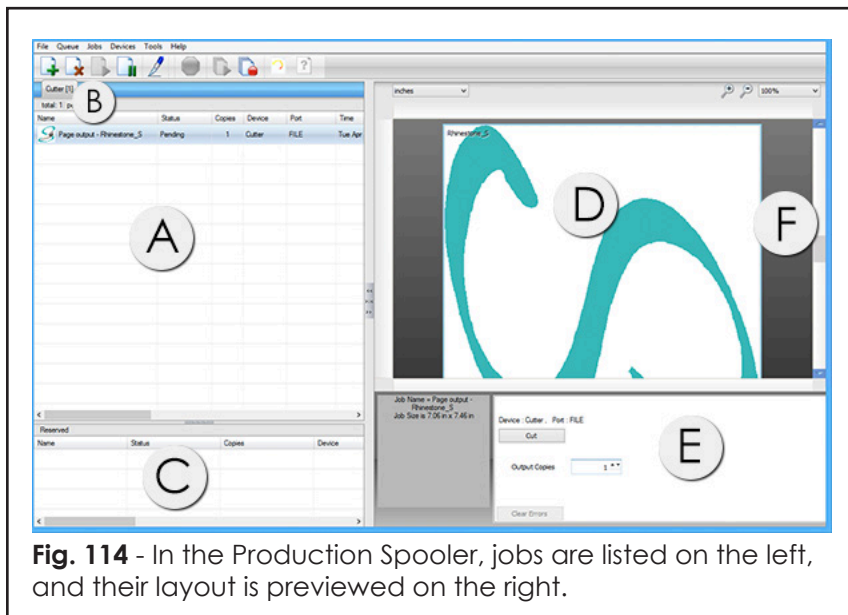 File Queue Jobs Devices Tools Help
Cutter [1]
B
total: 1
inches
100%
Name Status Copies Device Port Time
Page output - Rhinestone_S Pending 1 Cutter FILE Tue Apr
Rhinestone_S
A
D
F
Reserved
Name Status Copies Device
C
Job Name = Page output -
Rhinestone_S
Job Size is 7.06 in x 7.46 in
Device : Cutter , Port : FILE
Cut
Output Copies 1
E
Clear Errors
Fig. 114 - In the Production Spooler, jobs are listed on the left,
and their layout is previewed on the right.